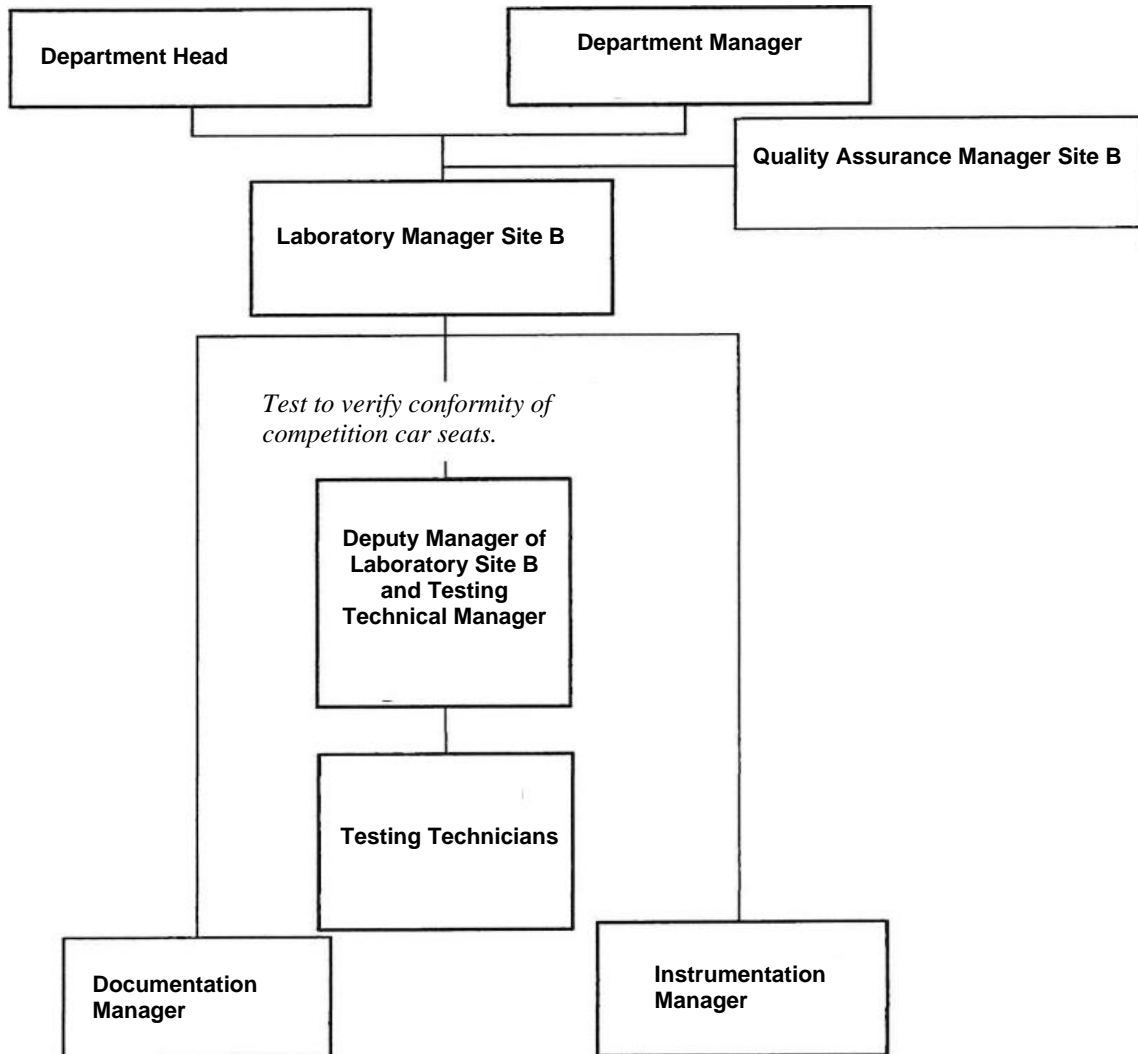 Department Head
Department Manager
Quality Assurance Manager Site B
Laboratory Manager Site B
Test to verify conformity of
competition car seats.
Deputy Manager of
Laboratory Site B
and Testing
Technical Manager
Testing Technicians
Documentation
Manager
Instrumentation
Manager